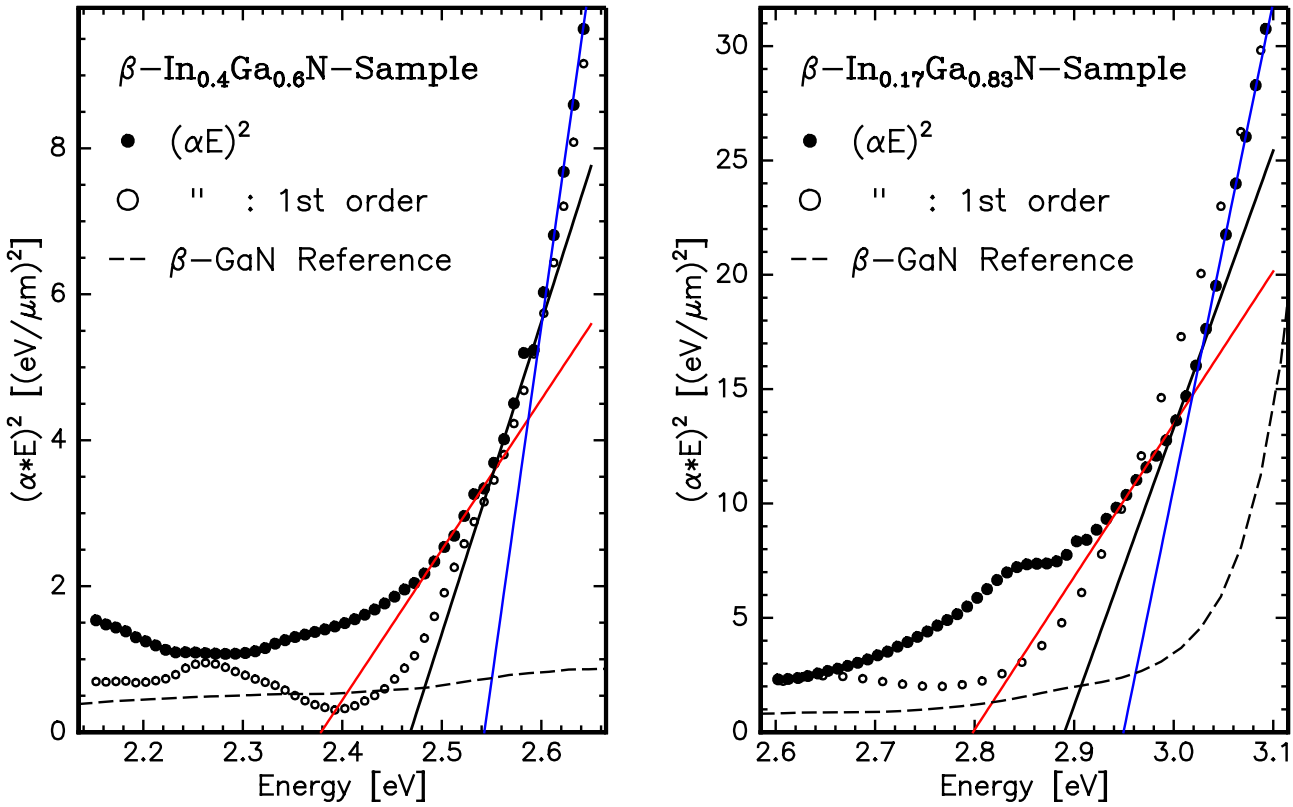 β−In₀.₄Ga₀.₆N−Sample
(αE)²
" : 1st order
β−GaN Reference
(α*E)² [(eV/μm)²]
8
6
4
2
0
2.2 2.3 2.4 2.5 2.6
Energy [eV]
β−In₀.₁₇Ga₀.₈₃N−Sample
(αE)²
" : 1st order
β−GaN Reference
(α*E)² [(eV/μm)²]
30
25
20
15
10
5
0
2.6 2.7 2.8 2.9 3.0 3.1
Energy [eV]